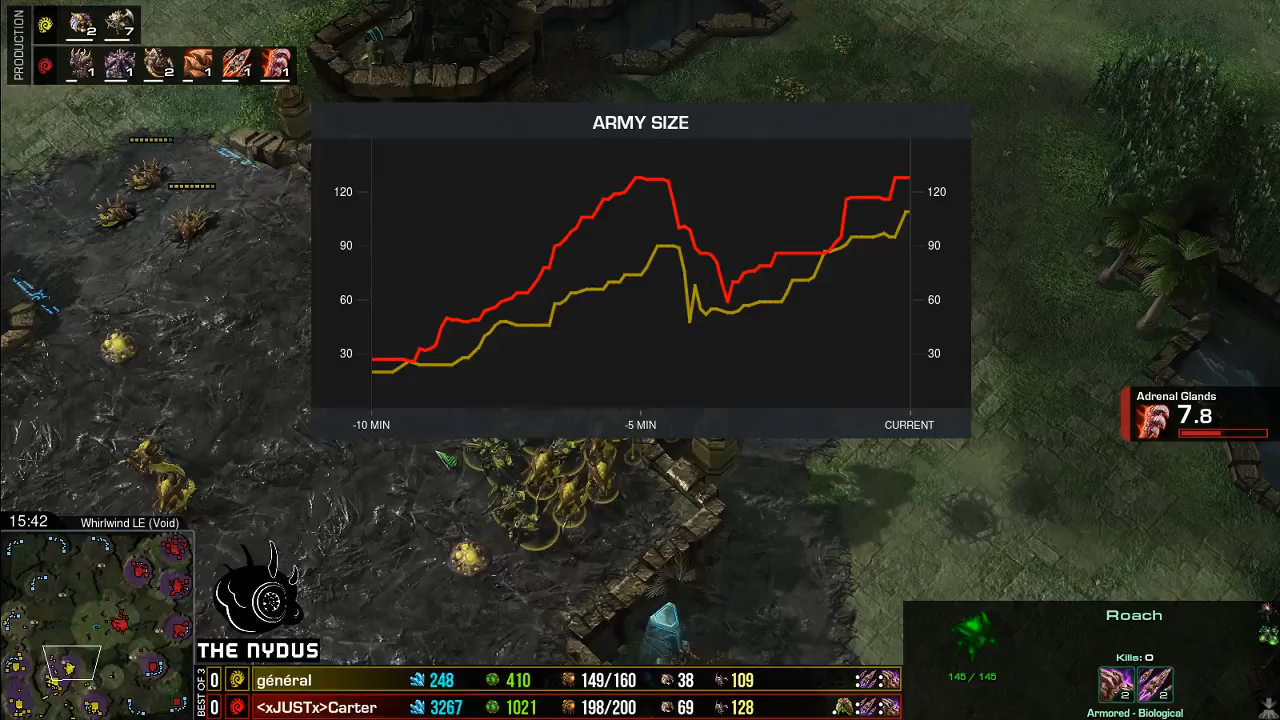 PRODUCTION
2 7
1 1 2 1 1 1
ARMY SIZE
120 120
90 90
60 60
30 30
-10 MIN -5 MIN CURRENT
Adrenal Glands
7.8
15:42 Whirlwind LE (Void)
THE NYDUS
Roach
Kills: 0
145 / 145
2 2
Armored - Biological
BEST OF 3
0 général 248 410 149/160 38 109
0 <xJUSTx>Carter 3267 1021 198/200 69 128